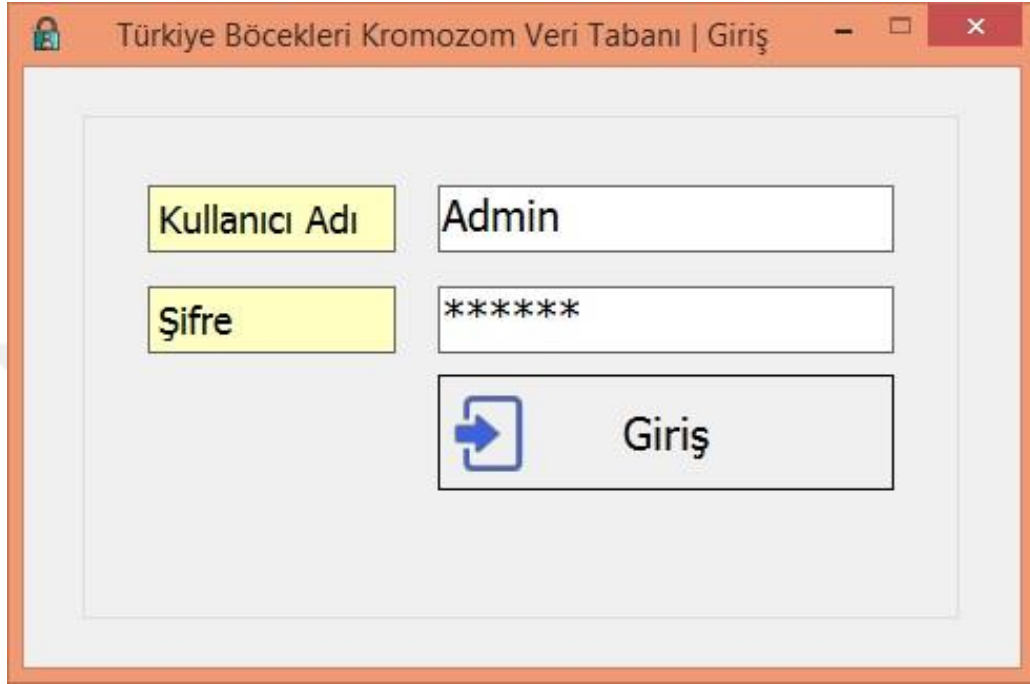 Türkiye Böcekleri Kromozom Veri Tabanı | Giriş
Kullanıcı Adı
Admin
Şifre
******
Giriş